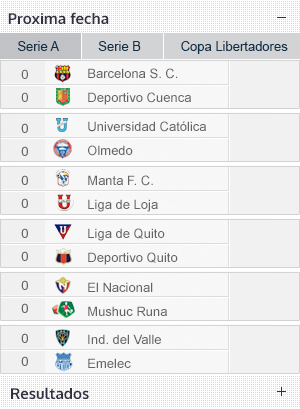 Proxima fecha −
Serie A Serie B Copa Libertadores
0 Barcelona S. C.
0 Deportivo Cuenca
0 Universidad Católica
0 Olmedo
0 Manta F. C.
0 Liga de Loja
0 Liga de Quito
0 Deportivo Quito
0 El Nacional
0 Mushuc Runa
0 Ind. del Valle
0 Emelec
Resultados +